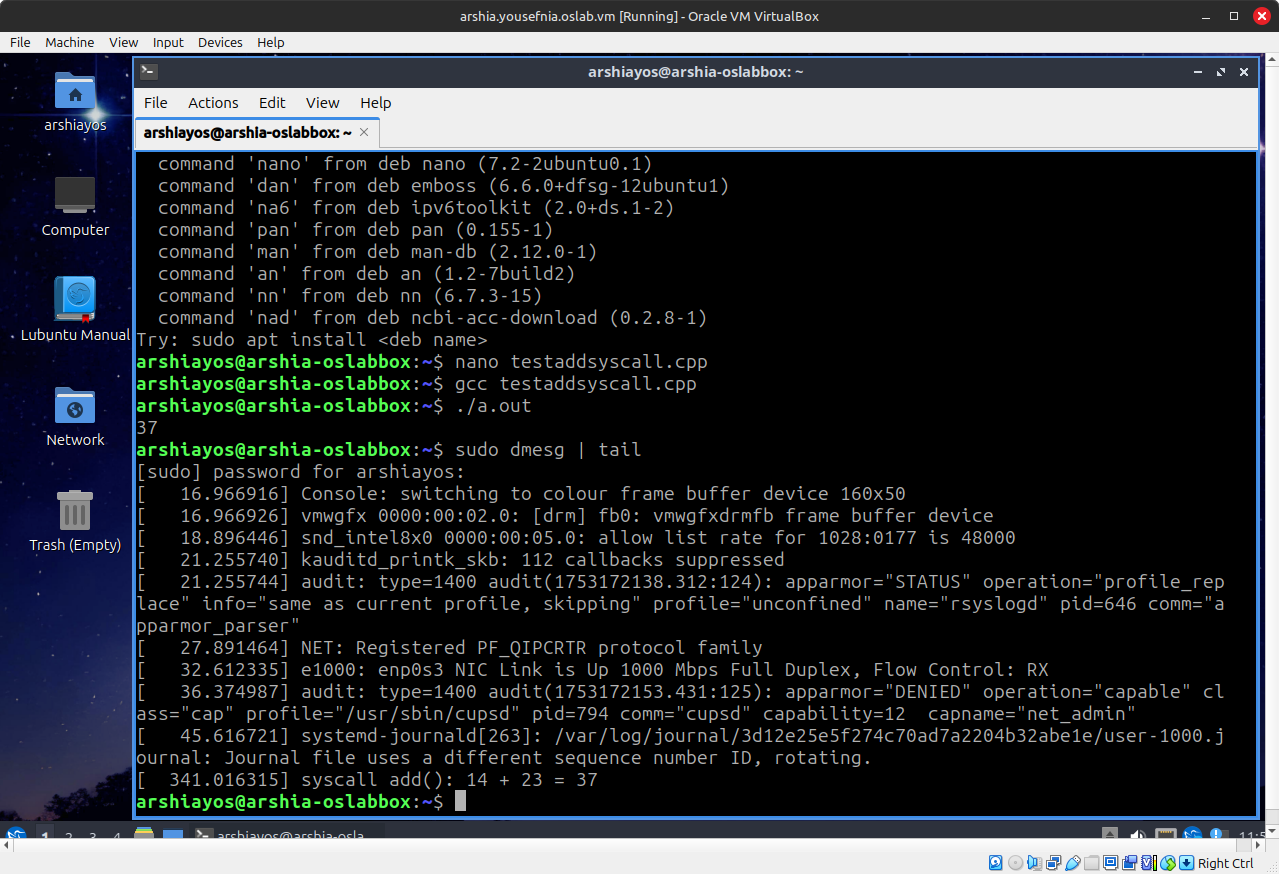 arshia.yousefnia.oslab.vm [Running] - Oracle VM VirtualBox
File Machine View Input Devices Help
arshiayos@arshia-oslabbox: ~
File Actions Edit View Help
arshiayos@arshia-oslabbox: ~
arshiayos
Computer
Lubuntu Manual
Network
Trash (Empty)
command 'nano' from deb nano (7.2-2ubuntu0.1)
command 'dan' from deb emboss (6.6.0+dfsg-12ubuntu1)
command 'na6' from deb ipv6toolkit (2.0+ds.1-2)
command 'pan' from deb pan (0.155-1)
command 'man' from deb man-db (2.12.0-1)
command 'an' from deb an (1.2-7build2)
command 'nn' from deb nn (6.7.3-15)
command 'nad' from deb ncbi-acc-download (0.2.8-1)
Try: sudo apt install <deb name>
arshiayos@arshia-oslabbox:~$ nano testaddsyscall.cpp
arshiayos@arshia-oslabbox:~$ gcc testaddsyscall.cpp
arshiayos@arshia-oslabbox:~$ ./a.out
37
arshiayos@arshia-oslabbox:~$ sudo dmesg | tail
[sudo] password for arshiayos:
[   16.966916] Console: switching to colour frame buffer device 160x50
[   16.966926] vmwgfx 0000:00:02.0: [drm] fb0: vmwgfxdrmfb frame buffer device
[   18.896446] snd_intel8x0 0000:00:05.0: allow list rate for 1028:0177 is 48000
[   21.255740] kauditd_printk_skb: 112 callbacks suppressed
[   21.255744] audit: type=1400 audit(1753172138.312:124): apparmor="STATUS" operation="profile_rep
lace" info="same as current profile, skipping" profile="unconfined" name="rsyslogd" pid=646 comm="a
pparmor_parser"
[   27.891464] NET: Registered PF_QIPCRTR protocol family
[   32.612335] e1000: enp0s3 NIC Link is Up 1000 Mbps Full Duplex, Flow Control: RX
[   36.374987] audit: type=1400 audit(1753172153.431:125): apparmor="DENIED" operation="capable" cl
ass="cap" profile="/usr/sbin/cupsd" pid=794 comm="cupsd" capability=12  capname="net_admin"
[   45.616721] systemd-journald[263]: /var/log/journal/3d12e25e5f274c70ad7a2204b32abe1e/user-1000.j
ournal: Journal file uses a different sequence number ID, rotating.
[  341.016315] syscall add(): 14 + 23 = 37
arshiayos@arshia-oslabbox:~$
1 2 3 4 arshiayos@arshia-osla
Right Ctrl